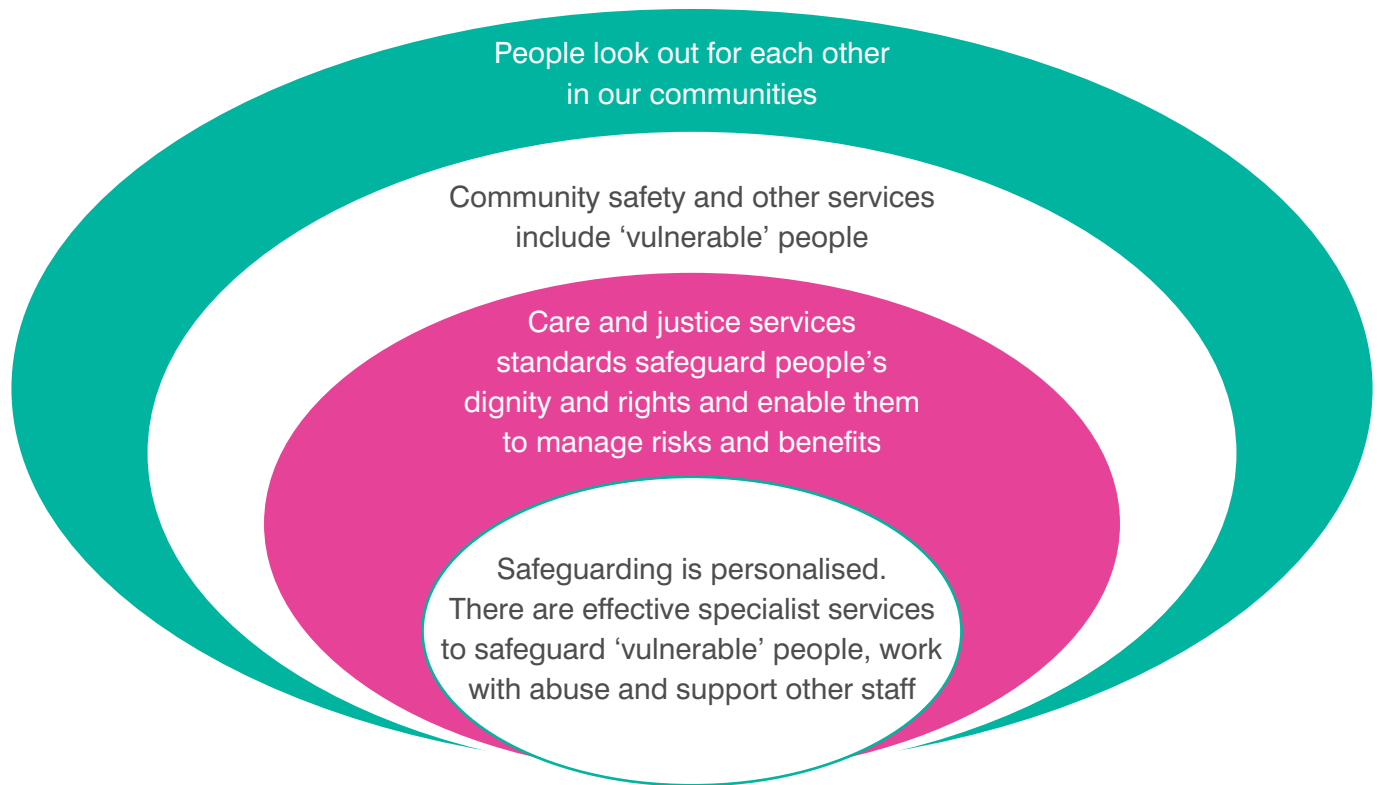 People look out for each other
in our communities
Community safety and other services
include ‘vulnerable’ people
Care and justice services
standards safeguard people’s
dignity and rights and enable them
to manage risks and benefits
Safeguarding is personalised.
There are effective specialist services
to safeguard ‘vulnerable’ people, work
with abuse and support other staff